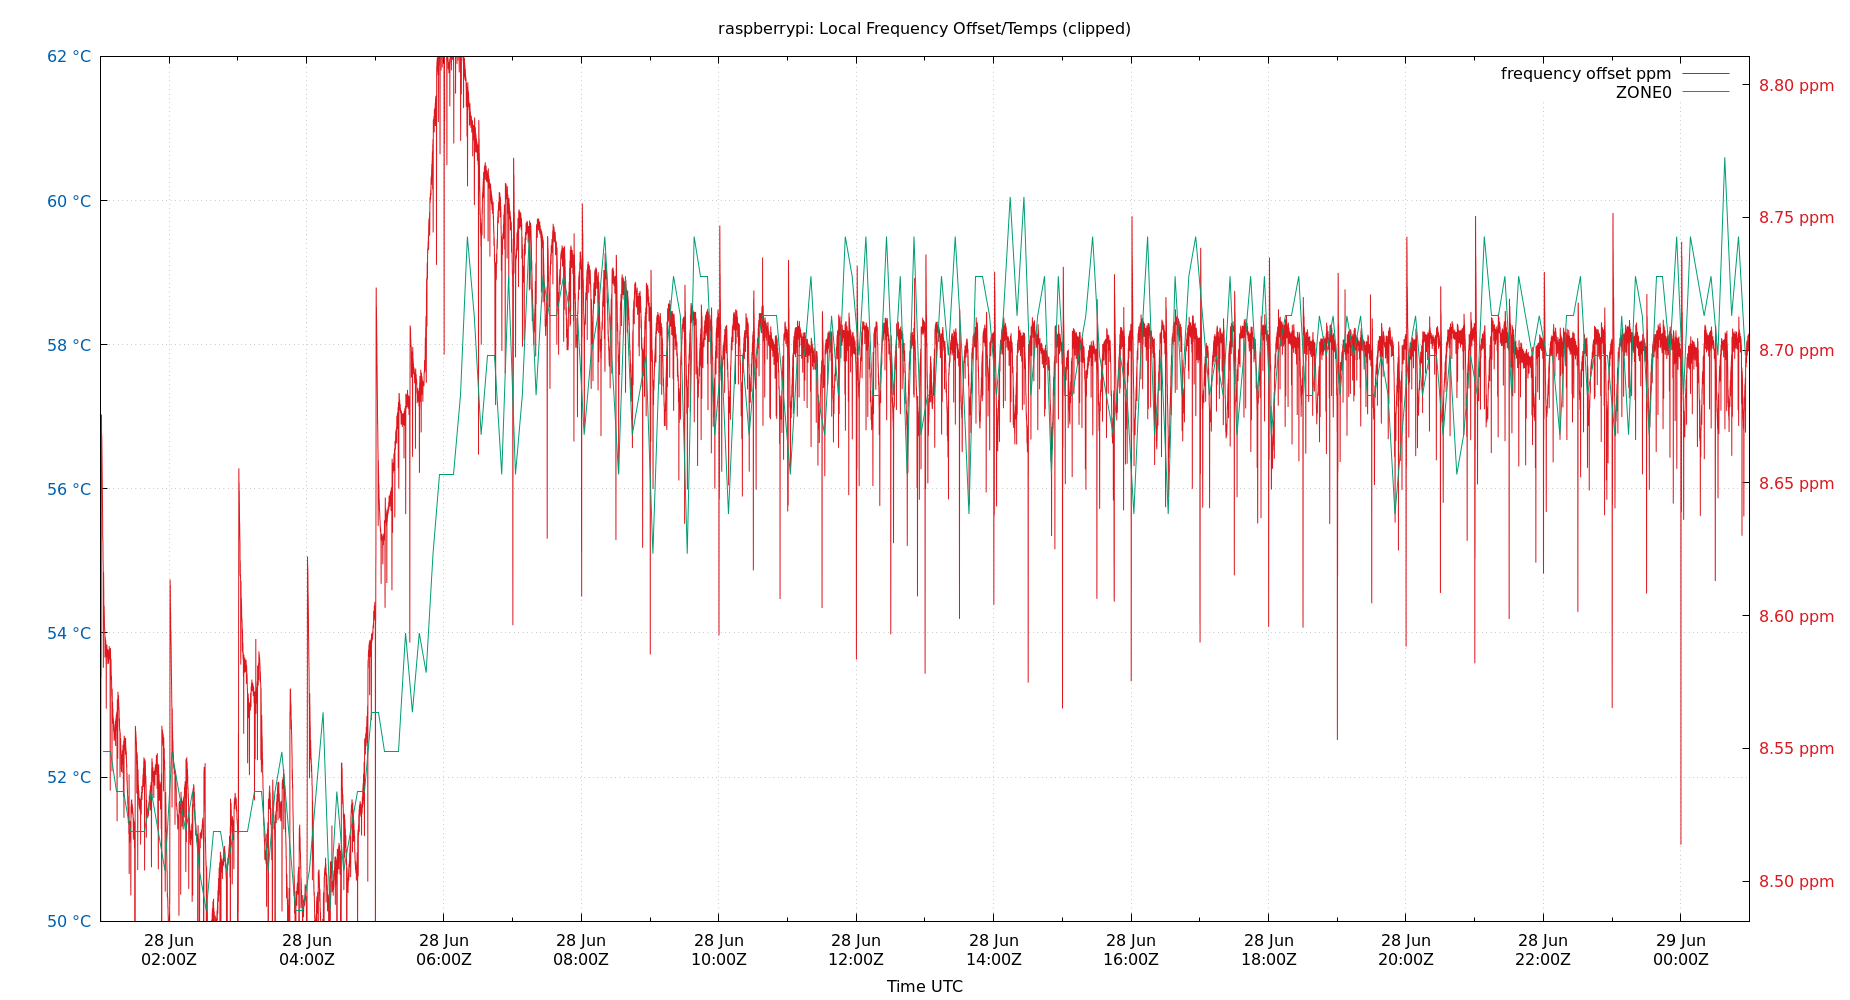 raspberrypi: Local Frequency Offset/Temps (clipped)
62 °C
60 °C
58 °C
56 °C
54 °C
52 °C
50 °C
frequency offset ppm
ZONE0
8.80 ppm
8.75 ppm
8.70 ppm
8.65 ppm
8.60 ppm
8.55 ppm
8.50 ppm
28 Jun 28 Jun 28 Jun 28 Jun 28 Jun 28 Jun 28 Jun 28 Jun 28 Jun 28 Jun 28 Jun 29 Jun
02:00Z 04:00Z 06:00Z 08:00Z 10:00Z 12:00Z 14:00Z 16:00Z 18:00Z 20:00Z 22:00Z 00:00Z
Time UTC